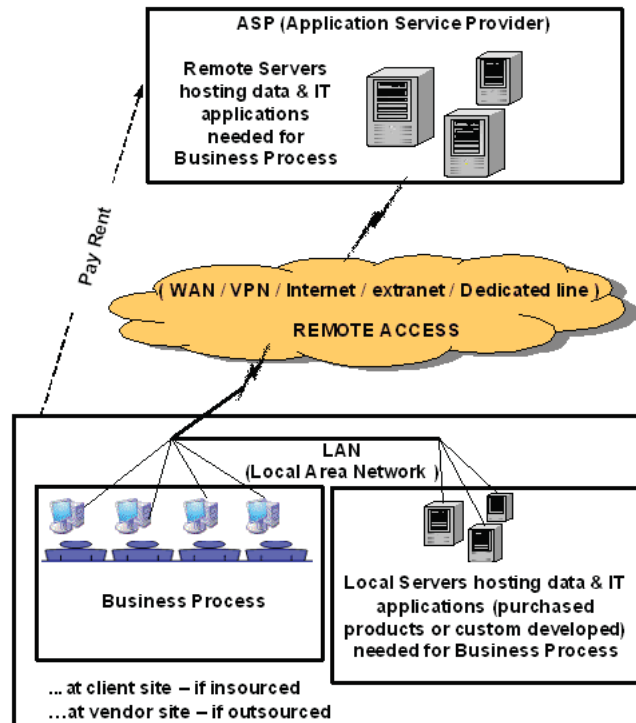 ASP (Application Service Provider)
Remote Servers
hosting data & IT
applications
needed for
Business Process
Pay Rent
( WAN / VPN / Internet / extranet / Dedicated line )
REMOTE ACCESS
LAN
(Local Area Network )
Business Process
Local Servers hosting data & IT
applications (purchased
products or custom developed)
needed for Business Process
... at client site – if insourced
...at vendor site – if outsourced